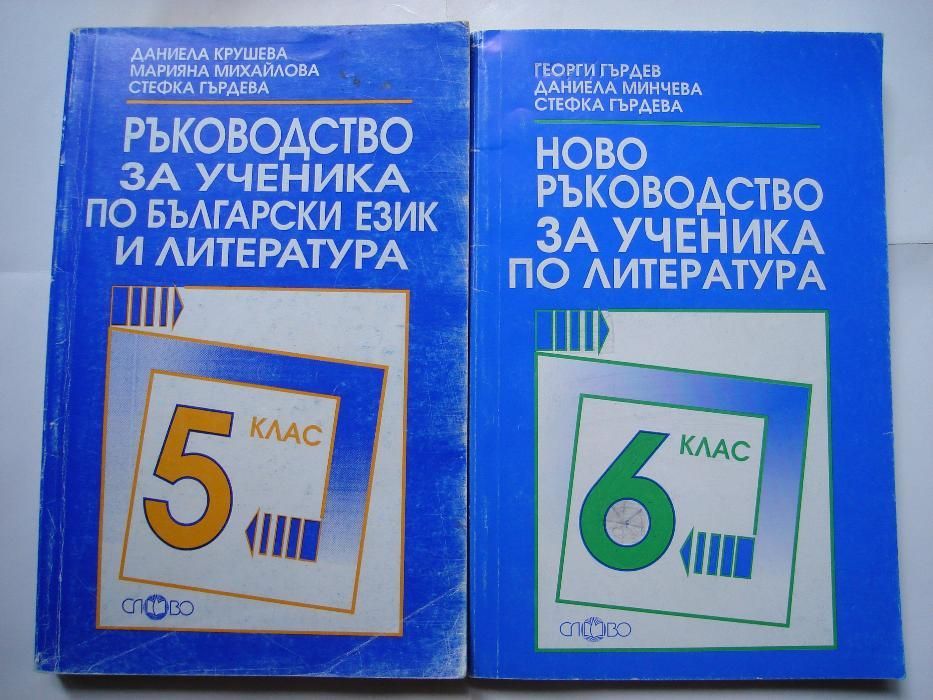 ДАНИЕЛА КРУШЕВА
МАРИЯНА МИХАЙЛОВА
СТЕФКА ГЪРДЕВА
РЪКОВОДСТВО
ЗА УЧЕНИКА
ПО БЪЛГАРСКИ ЕЗИК
И ЛИТЕРАТУРА
5 КЛАС
СЛОВО
ГЕОРГИ ГЪРДЕВ
ДАНИЕЛА МИНЧЕВА
СТЕФКА ГЪРДЕВА
НОВО
РЪКОВОДСТВО
ЗА УЧЕНИКА
ПО ЛИТЕРАТУРА
6 КЛАС
СЛОВО